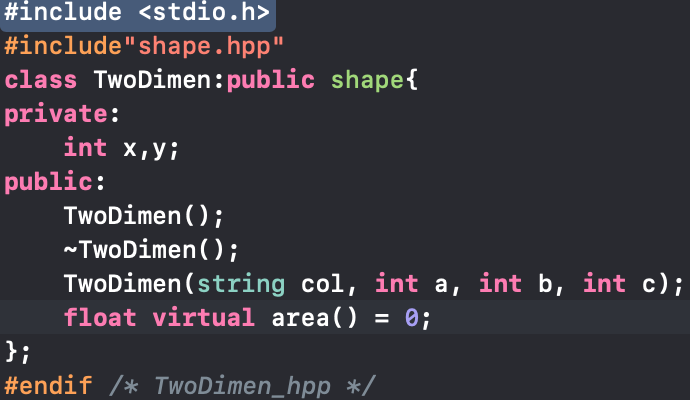 #include <stdio.h>
#include"shape.hpp"
class TwoDimen:public shape{
private:
    int x,y;
public:
    TwoDimen();
    ~TwoDimen();
    TwoDimen(string col, int a, int b, int c);
    float virtual area() = 0;
};
#endif /* TwoDimen_hpp */